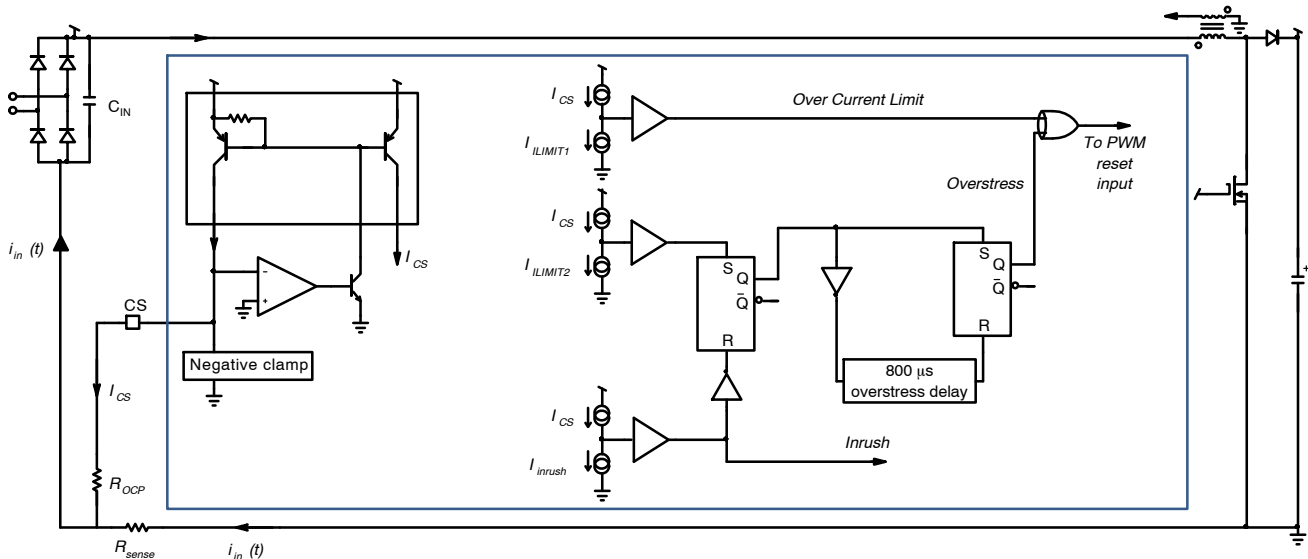 C_IN
I_CS
Over Current Limit
I_ILIMIT1
To PWM
reset
input
Overstress
I_CS
I_ILIMIT2
i_in (t)
I_CS
−
+
S
Q
Q̄
R
S
Q
Q̄
R
+
CS
Negative clamp
800 μs
overstress delay
I_CS
I_CS
Inrush
I_inrush
R_OCP
R_sense
i_in (t)